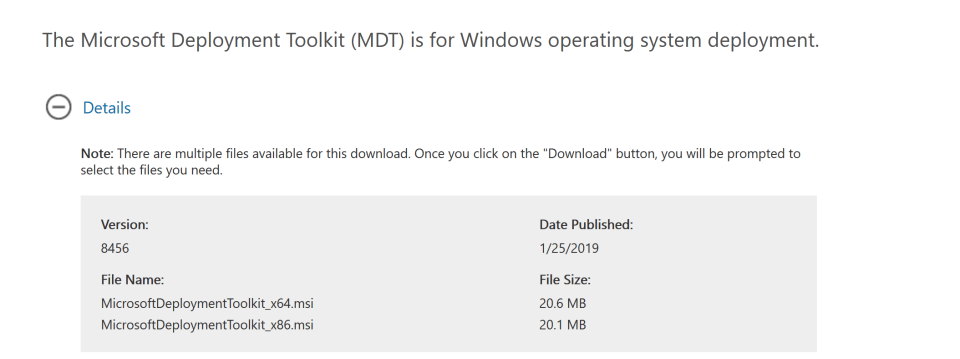 The Microsoft Deployment Toolkit (MDT) is for Windows operating system deployment.
Details
Note: There are multiple files available for this download. Once you click on the "Download" button, you will be prompted to
select the files you need.
Version:
8456
Date Published:
1/25/2019
File Name:
MicrosoftDeploymentToolkit_x64.msi
MicrosoftDeploymentToolkit_x86.msi
File Size:
20.6 MB
20.1 MB